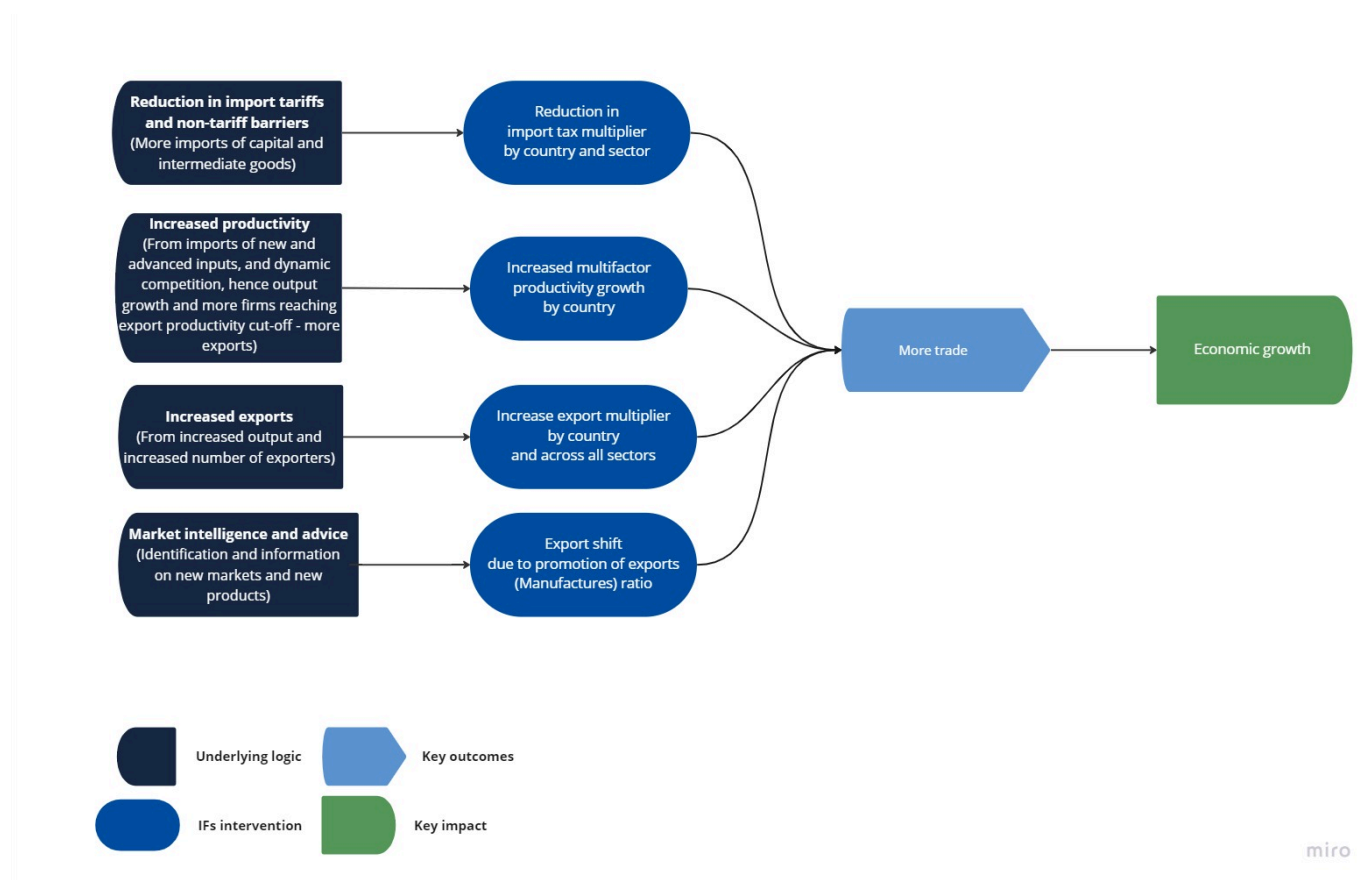 Reduction in import tariffs
and non-tariff barriers
(More imports of capital and
intermediate goods)
Reduction in
import tax multiplier
by country and sector
Increased productivity
(From imports of new and
advanced inputs, and dynamic
competition, hence output
growth and more firms reaching
export productivity cut-off - more
exports)
Increased multifactor
productivity growth
by country
More trade
Economic growth
Increased exports
(From increased output and
increased number of exporters)
Increase export multiplier
by country
and across all sectors
Market intelligence and advice
(Identification and information
on new markets and new
products)
Export shift
due to promotion of exports
(Manufactures) ratio
Underlying logic
Key outcomes
IFs intervention
Key impact
miro